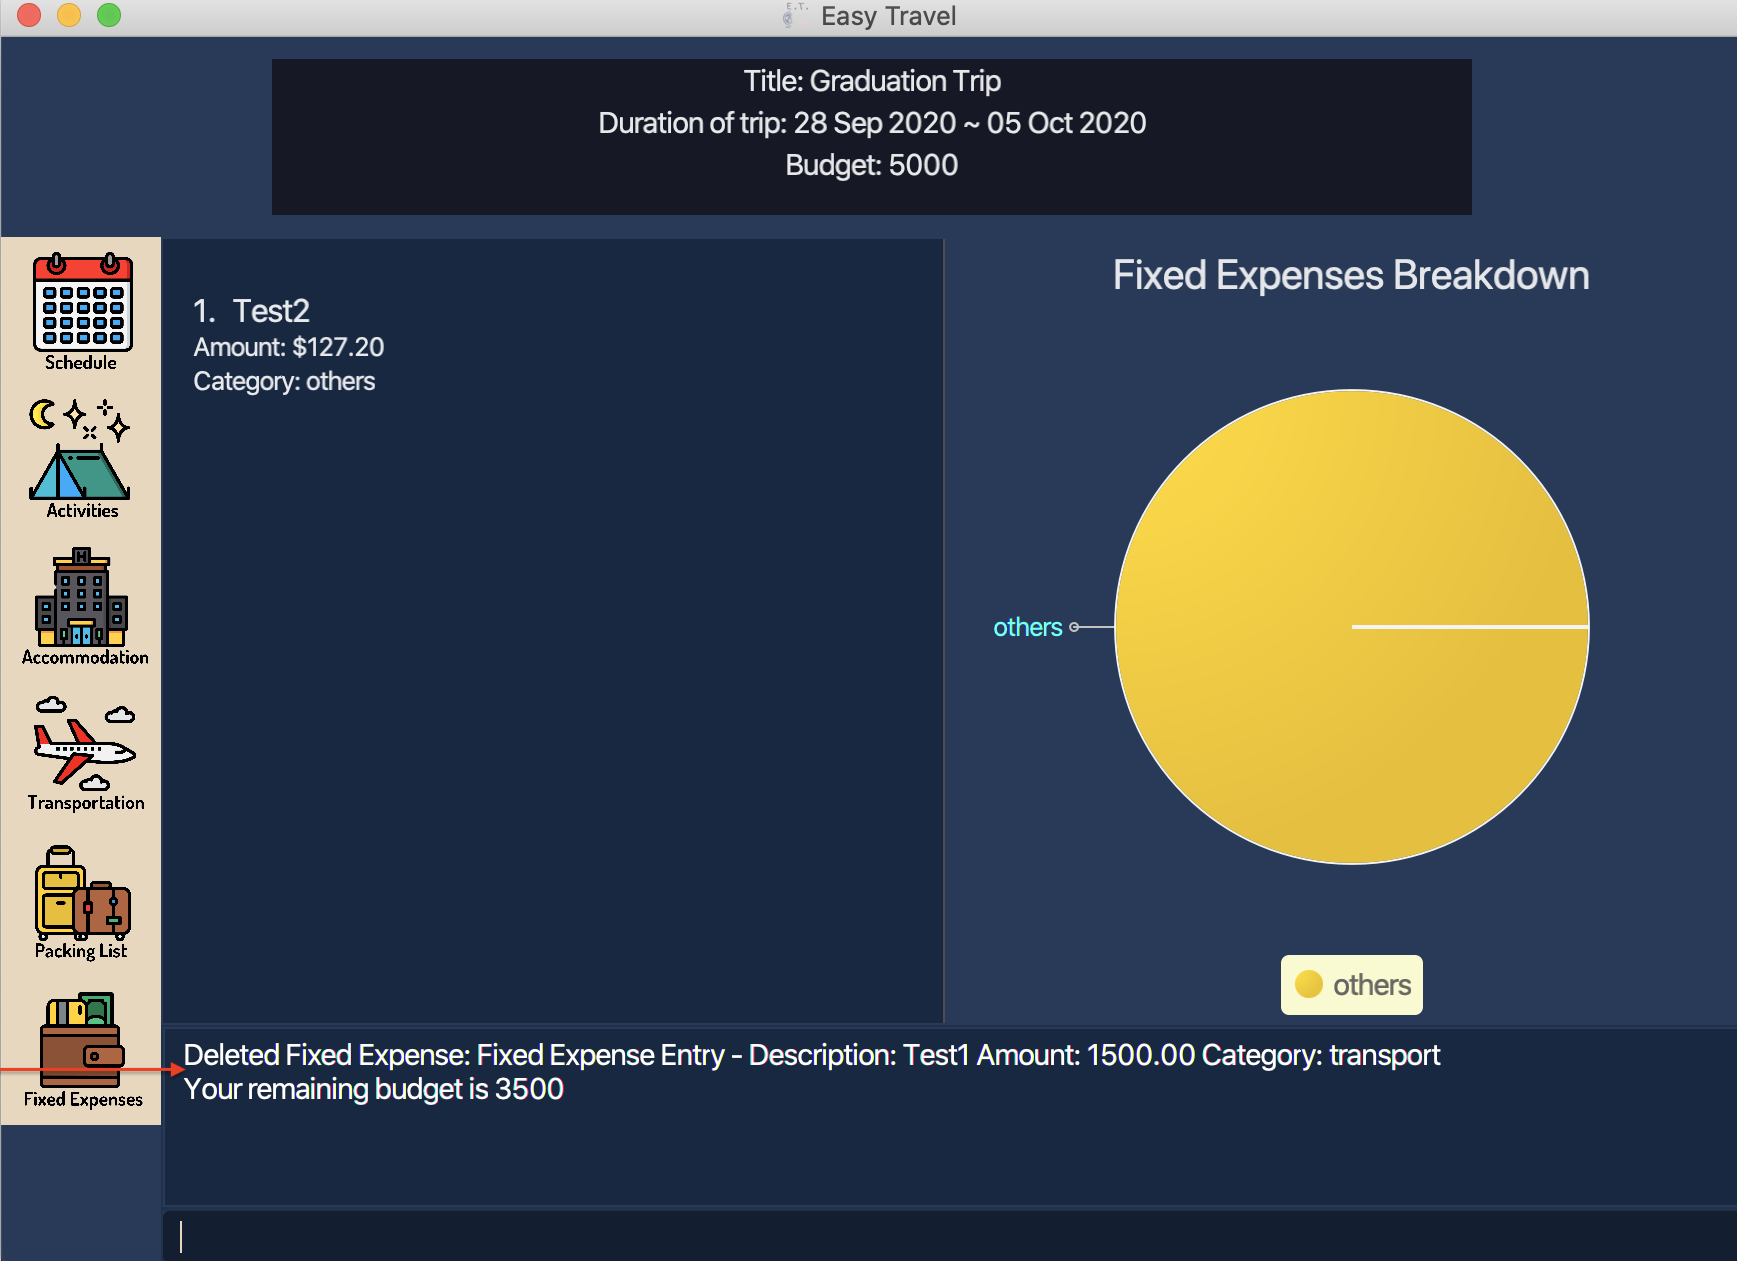 E.T.
Easy Travel
Title: Graduation Trip
Duration of trip: 28 Sep 2020 ~ 05 Oct 2020
Budget: 5000
Schedule
Activities
H
Accommodation
Transportation
Packing List
Fixed Expenses
1. Test2
Amount: $127.20
Category: others
Fixed Expenses Breakdown
others
others
Deleted Fixed Expense: Fixed Expense Entry - Description: Test1 Amount: 1500.00 Category: transport
Your remaining budget is 3500